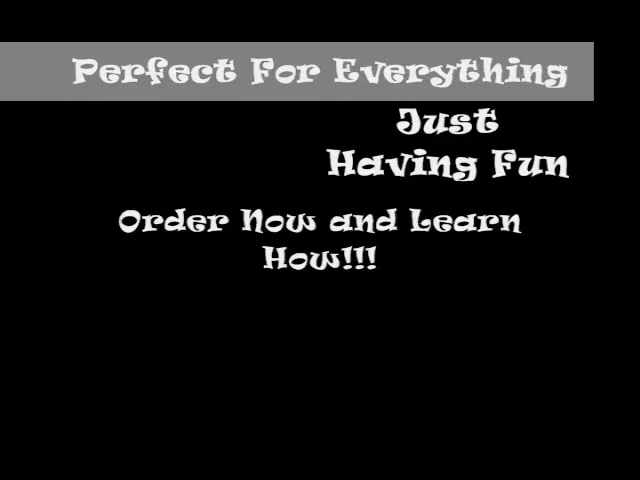 Perfect For Everything
Just
Having Fun
Order Now and Learn
How!!!